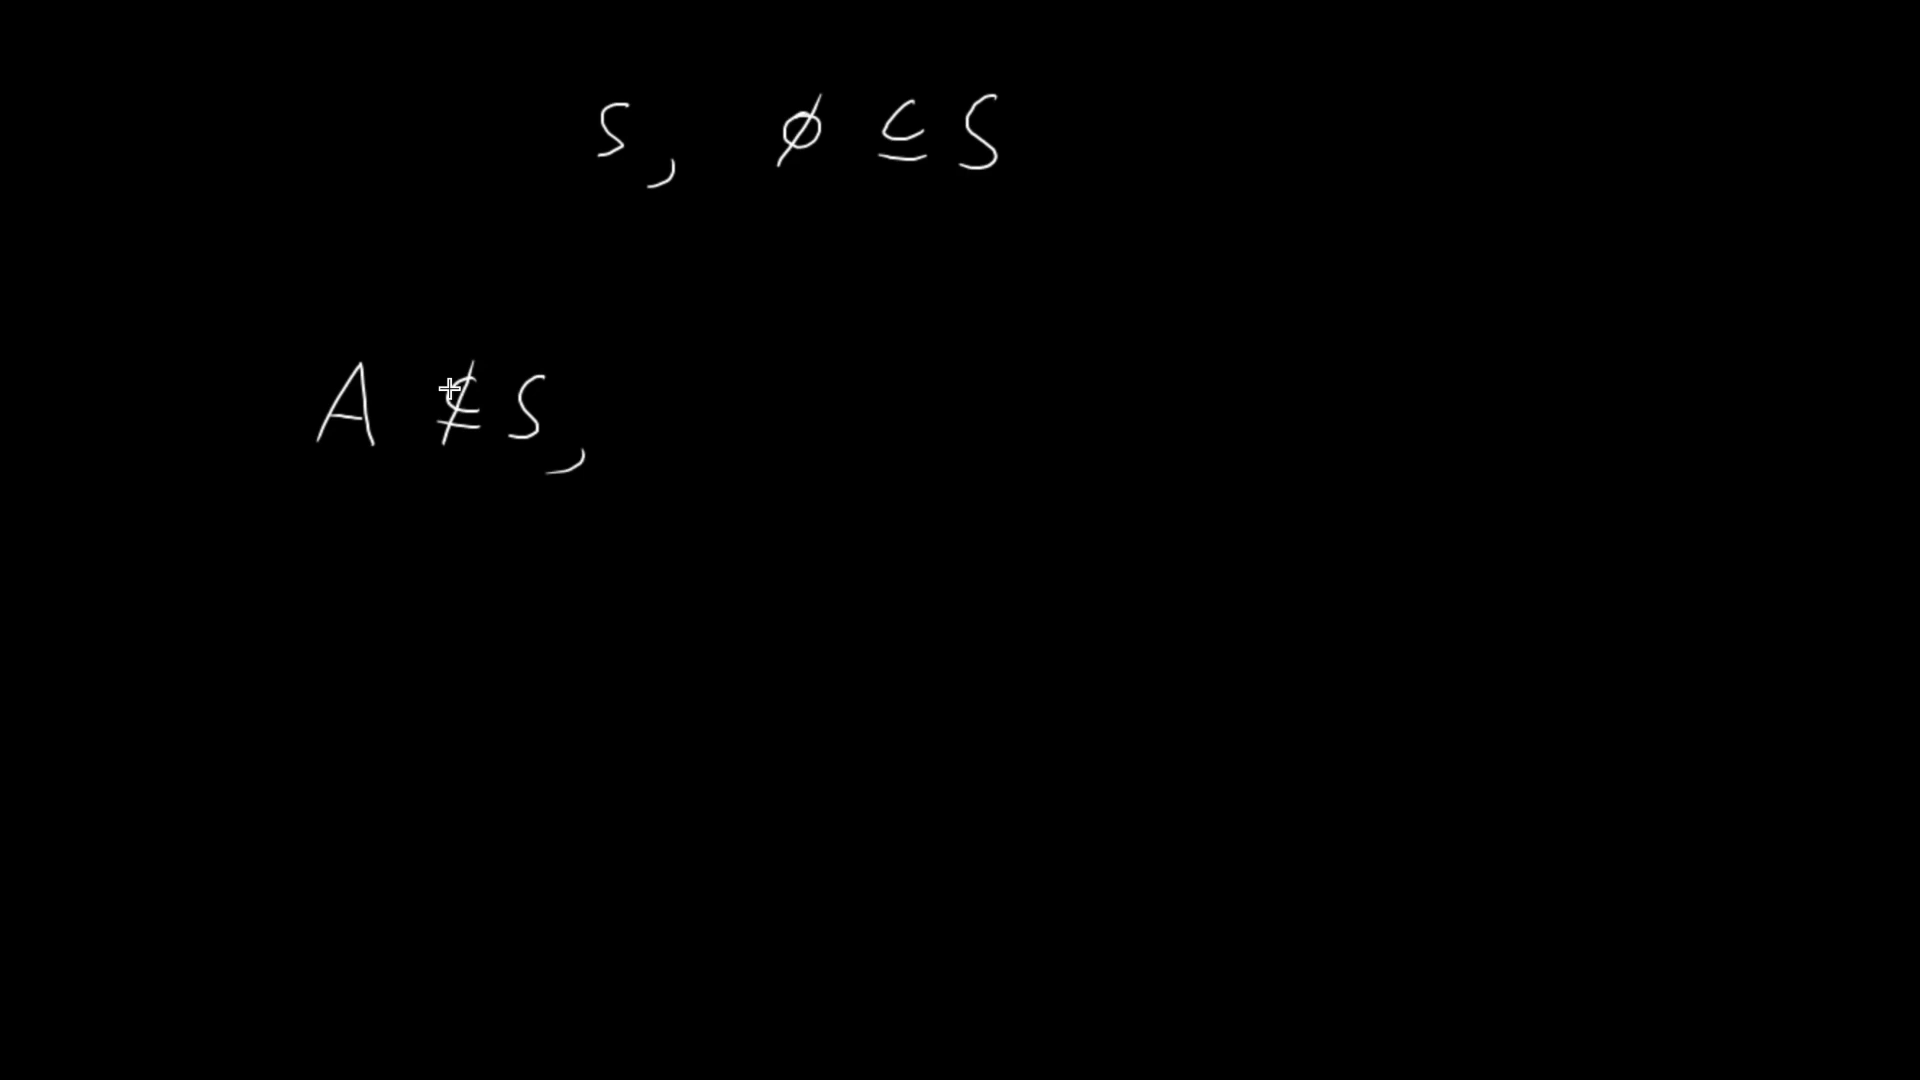 S, ∅ ⊆ S
A ⊈ S,